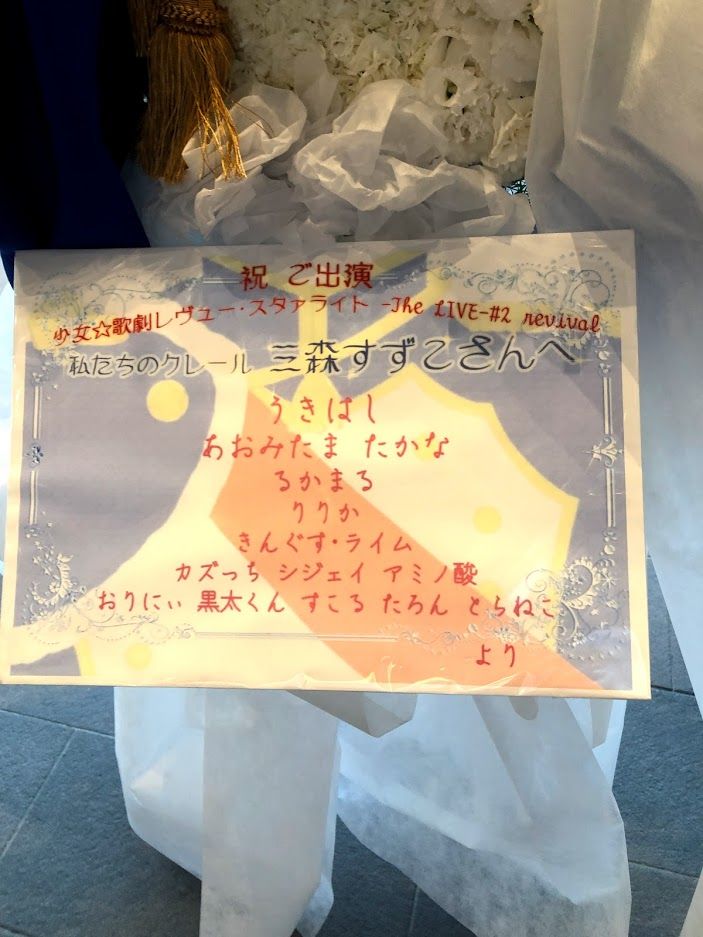 祝 ご出演
少女☆歌劇レヴュー・スタァライト -The LIVE-#2 revival
私たちのクレール 三森すずこさんへ
うきはし
あおみたま たかな
るかまる
りりか
きんぐす・ライム
カズっち シジェイ アミノ酸
おりにぃ 黒太くん すこる たろん とらねこ
より